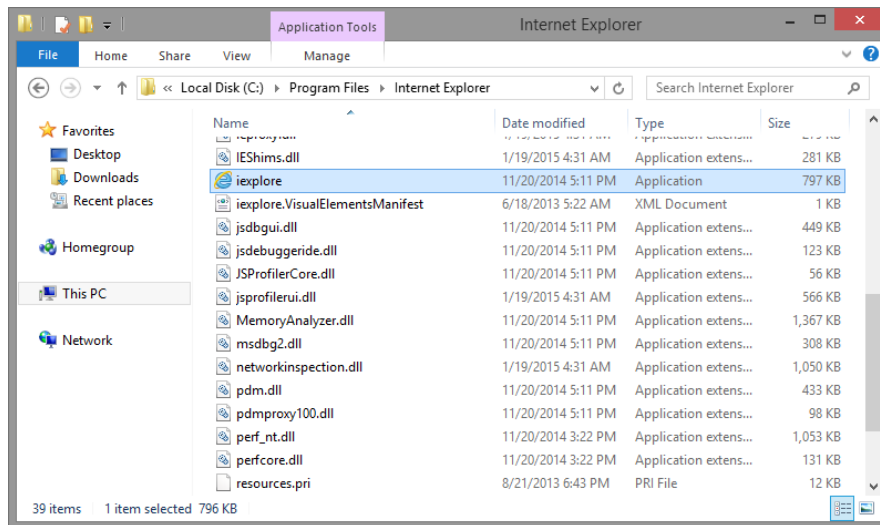 Application Tools Internet Explorer
File Home Share View Manage
« Local Disk (C:) Program Files Internet Explorer Search Internet Explorer
Name Date modified Type Size
Favorites
Desktop
Downloads
Recent places
Homegroup
This PC
Network
IEShims.dll 1/19/2015 4:31 AM Application extens... 281 KB
iexplore 11/20/2014 5:11 PM Application 797 KB
iexplore.VisualElementsManifest 6/18/2013 5:22 AM XML Document 1 KB
jsdbgui.dll 11/20/2014 5:11 PM Application extens... 449 KB
jsdebuggeride.dll 11/20/2014 5:11 PM Application extens... 123 KB
JSProfilerCore.dll 11/20/2014 5:11 PM Application extens... 56 KB
jsprofilerui.dll 1/19/2015 4:31 AM Application extens... 566 KB
MemoryAnalyzer.dll 11/20/2014 5:11 PM Application extens... 1,367 KB
msdbg2.dll 11/20/2014 5:11 PM Application extens... 308 KB
networkinspection.dll 1/19/2015 4:31 AM Application extens... 1,050 KB
pdm.dll 11/20/2014 5:11 PM Application extens... 433 KB
pdmproxy100.dll 11/20/2014 5:11 PM Application extens... 98 KB
perf_nt.dll 11/20/2014 3:22 PM Application extens... 1,053 KB
perfcore.dll 11/20/2014 3:22 PM Application extens... 131 KB
resources.pri 8/21/2013 6:43 PM PRI File 12 KB
39 items 1 item selected 796 KB